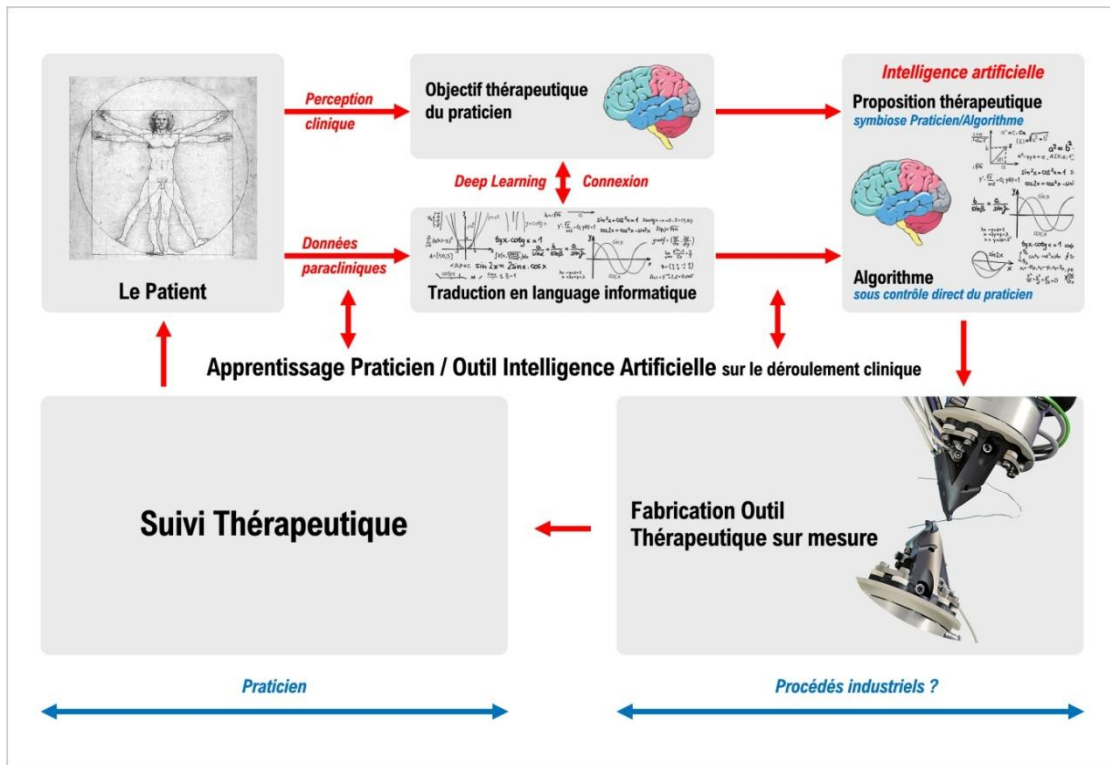 Le Patient
Perception
clinique
Données
paracliniques
Objectif thérapeutique
du praticien
Deep Learning
Connexion
Traduction en language informatique
Intelligence artificielle
Proposition thérapeutique
symbiose Praticien/Algorithme
Algorithme
sous contrôle direct du praticien
Apprentissage Praticien / Outil Intelligence Artificielle sur le déroulement clinique
Suivi Thérapeutique
Fabrication Outil
Thérapeutique sur mesure
Praticien
Procédés industriels ?